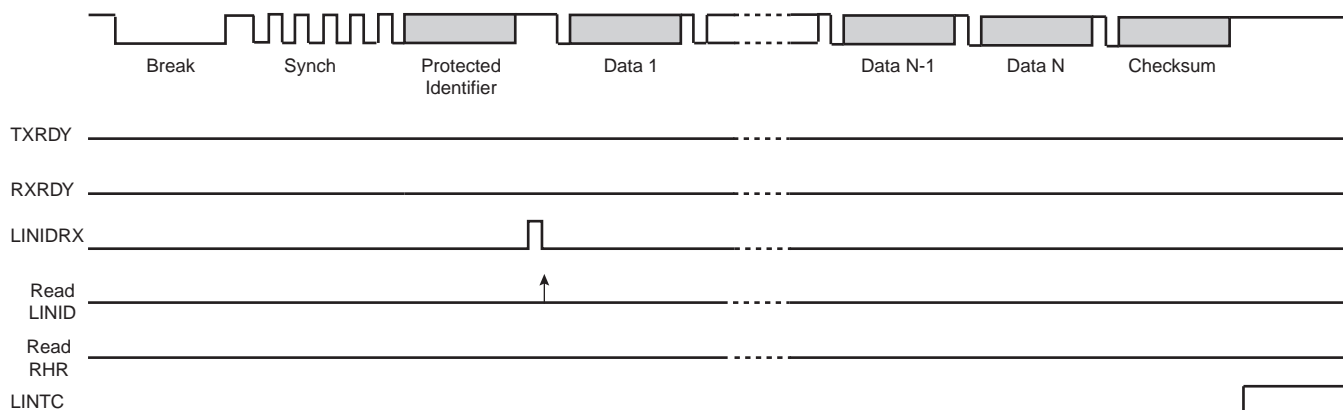 Break
Synch
Protected
Identifier
Data 1
Data N-1
Data N
Checksum
TXRDY
RXRDY
LINIDRX
Read
LINID
Read
RHR
LINTC